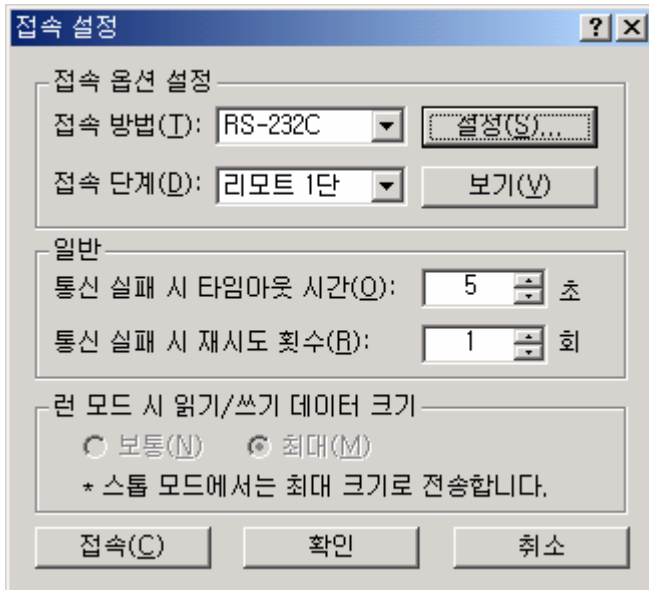 접속 설정
접속 옵션 설정
접속 방법(T): RS-232C 설정(S)...
접속 단계(D): 리모트 1단 보기(V)
일반
통신 실패 시 타임아웃 시간(O): 5 초
통신 실패 시 재시도 횟수(R): 1 회
런 모드 시 읽기/쓰기 데이터 크기
보통(N) 최대(M)
* 스톱 모드에서는 최대 크기로 전송합니다.
접속(C) 확인 취소